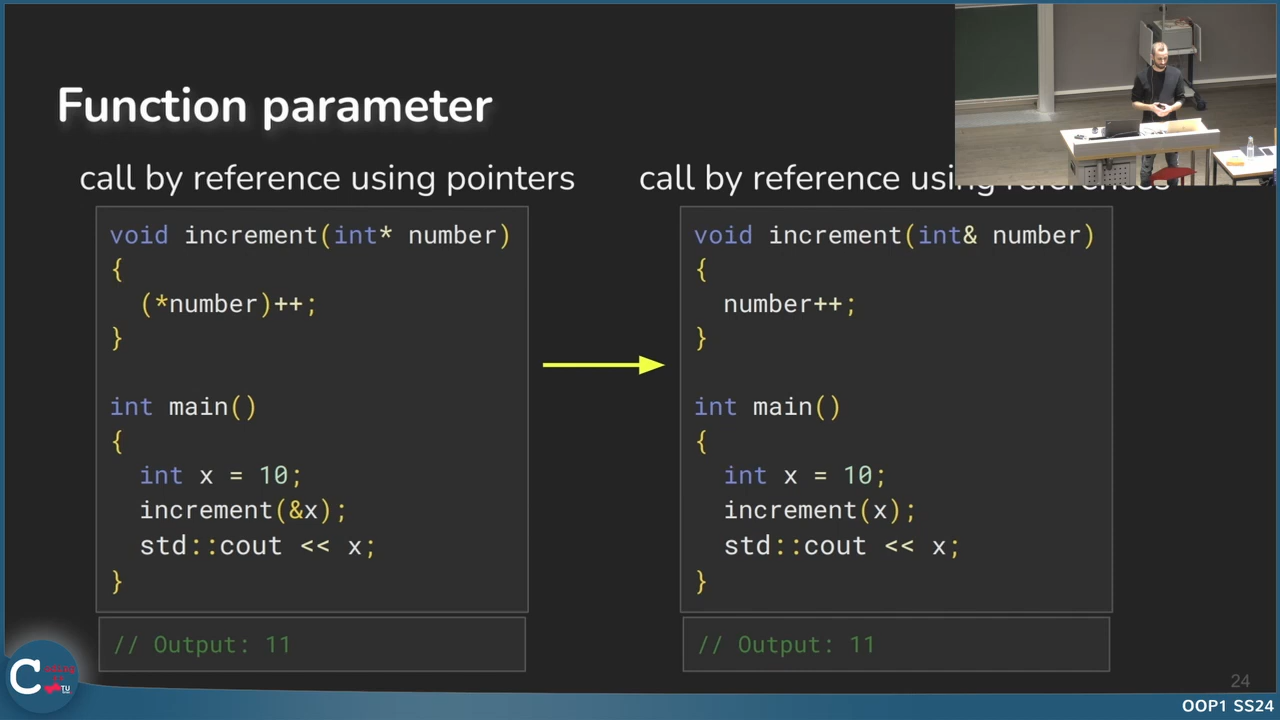 Function parameter
call by reference using pointers
void increment(int* number)
{
  (*number)++;
}
int main()
{
  int x = 10;
  increment(&x);
  std::cout << x;
}
// Output: 11
call by reference using references
void increment(int& number)
{
  number++;
}
int main()
{
  int x = 10;
  increment(x);
  std::cout << x;
}
// Output: 11
C
TU
24
OOP1 SS24